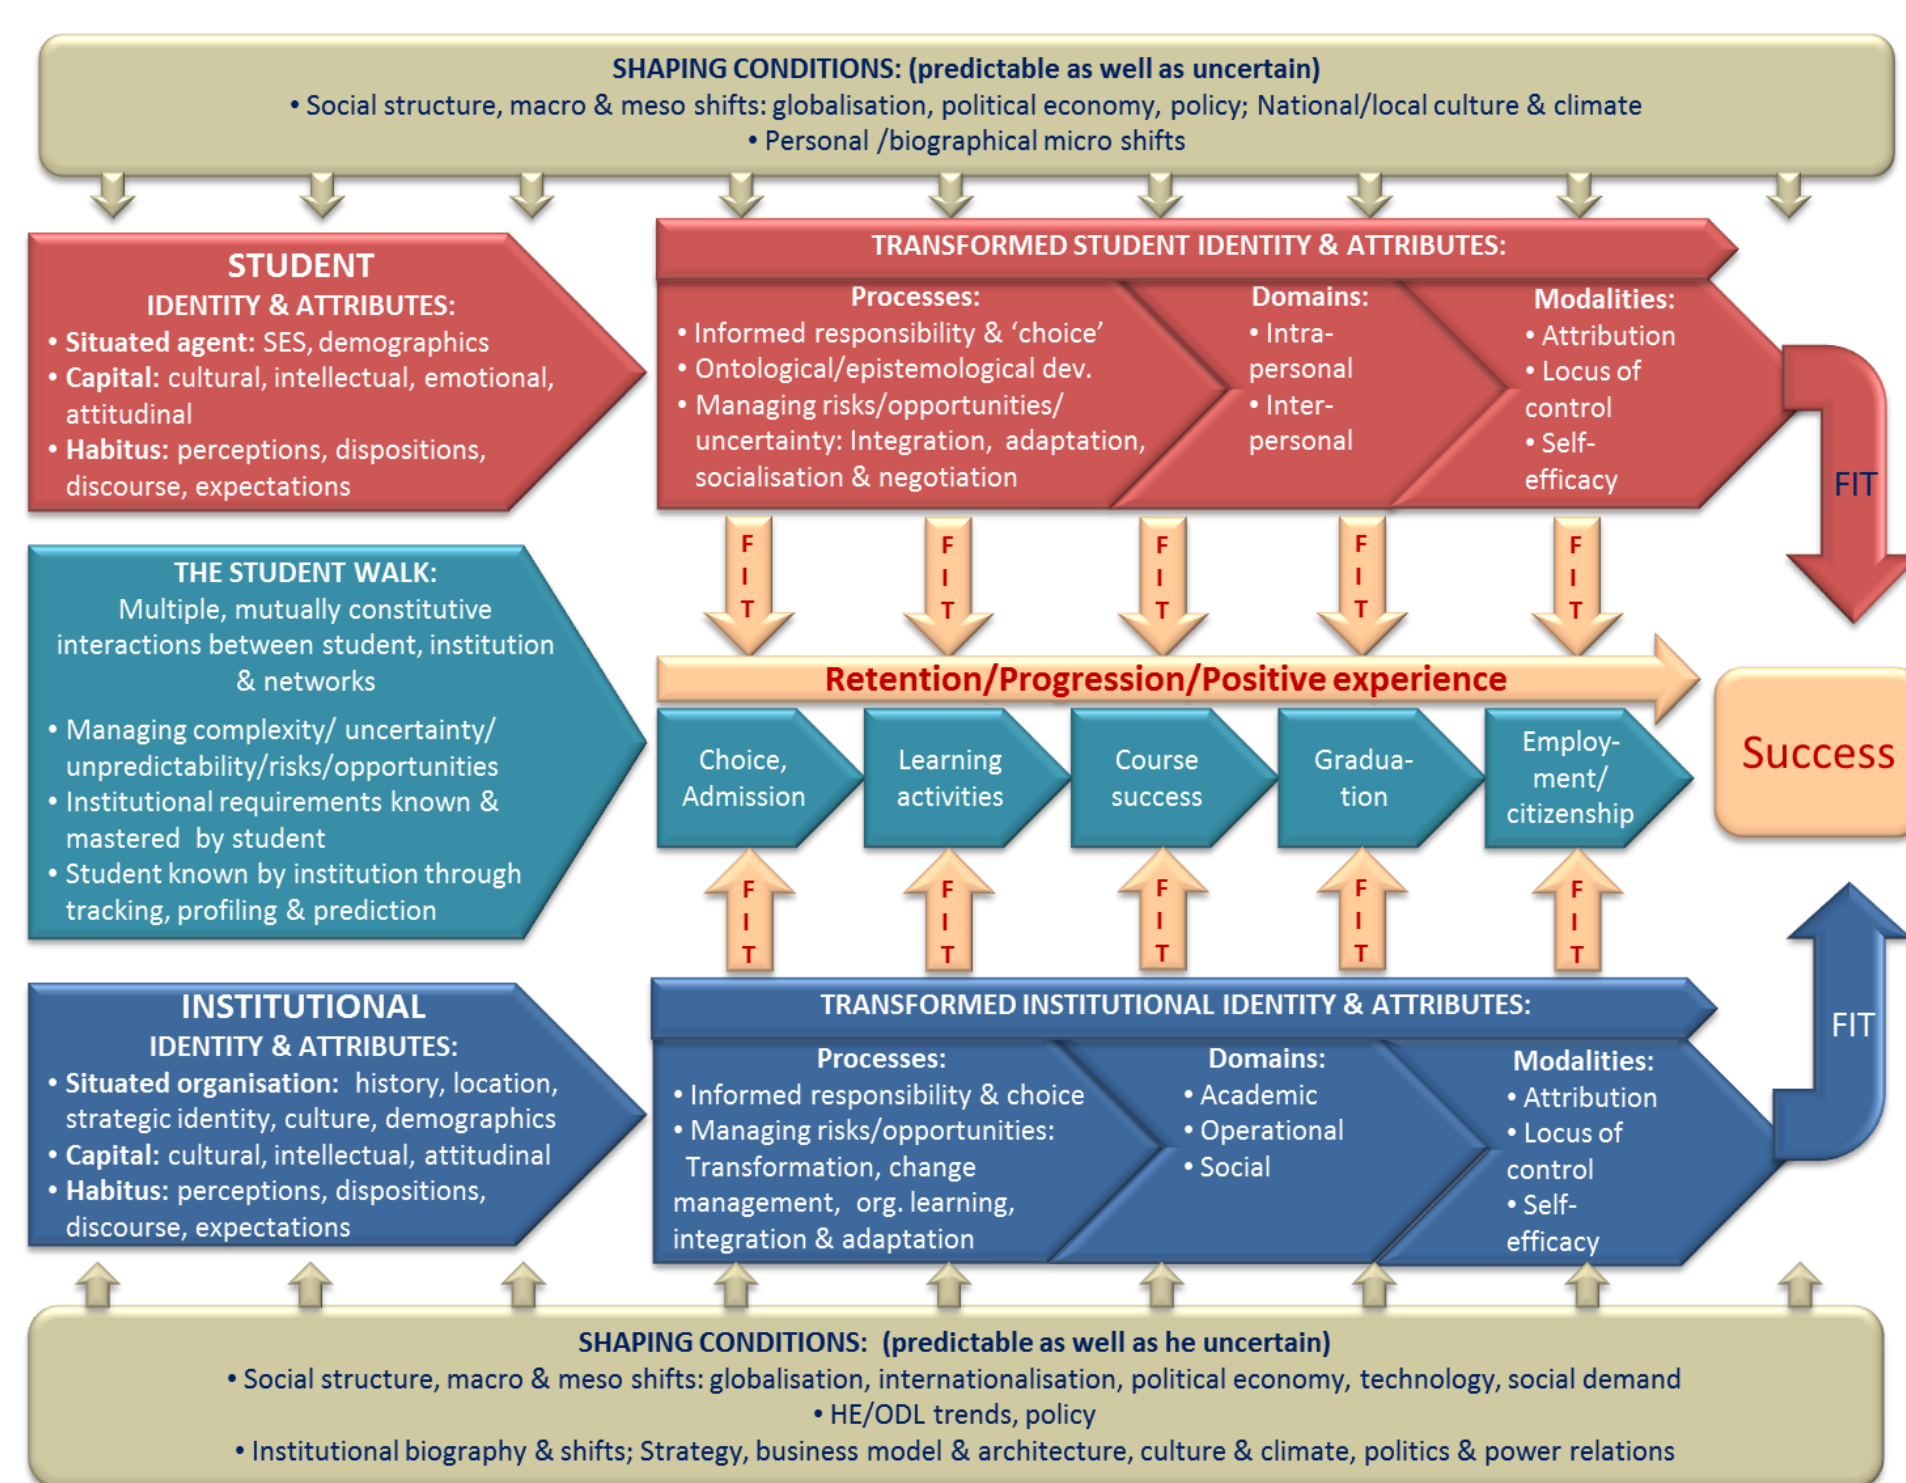 SHAPING CONDITIONS: (predictable as well as uncertain)
• Social structure, macro & meso shifts: globalisation, political economy, policy; National/local culture & climate
• Personal /biographical micro shifts
STUDENT
IDENTITY & ATTRIBUTES:
• Situated agent: SES, demographics
• Capital: cultural, intellectual, emotional,
attitudinal
• Habitus: perceptions, dispositions,
discourse, expectations
TRANSFORMED STUDENT IDENTITY & ATTRIBUTES:
Processes:
• Informed responsibility & ‘choice’
• Ontological/epistemological dev.
• Managing risks/opportunities/
uncertainty: Integration, adaptation,
socialisation & negotiation
Domains:
• Intra-
personal
• Inter-
personal
Modalities:
• Attribution
• Locus of
control
• Self-
efficacy
FIT
F
I
T
F
I
T
F
I
T
F
I
T
F
I
T
THE STUDENT WALK:
Multiple, mutually constitutive
interactions between student, institution
& networks
• Managing complexity/ uncertainty/
unpredictability/risks/opportunities
• Institutional requirements known &
mastered by student
• Student known by institution through
tracking, profiling & prediction
Retention/Progression/Positive experience
Choice,
Admission
Learning
activities
Course
success
Gradua-
tion
Employ-
ment/
citizenship
Success
F
I
T
F
I
T
F
I
T
F
I
T
F
I
T
INSTITUTIONAL
IDENTITY & ATTRIBUTES:
• Situated organisation: history, location,
strategic identity, culture, demographics
• Capital: cultural, intellectual, attitudinal
• Habitus: perceptions, dispositions,
discourse, expectations
TRANSFORMED INSTITUTIONAL IDENTITY & ATTRIBUTES:
Processes:
• Informed responsibility & choice
• Managing risks/opportunities:
Transformation, change
management, org. learning,
integration & adaptation
Domains:
• Academic
• Operational
• Social
Modalities:
• Attribution
• Locus of
control
• Self-
efficacy
FIT
SHAPING CONDITIONS: (predictable as well as he uncertain)
• Social structure, macro & meso shifts: globalisation, internationalisation, political economy, technology, social demand
• HE/ODL trends, policy
• Institutional biography & shifts; Strategy, business model & architecture, culture & climate, politics & power relations